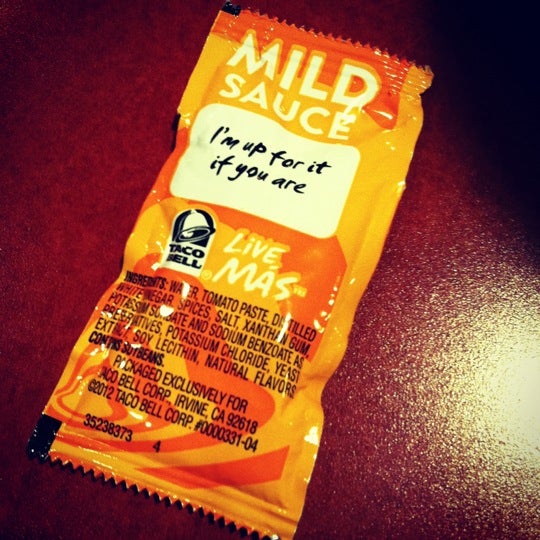 MILD
SAUCE
I'm up for it
if you are
TACO
BELL
LIVE
MÁS
INGREDIENTS: WATER, TOMATO PASTE, DISTILLED
WHITE VINEGAR, SPICES, SALT, XANTHAN GUM,
POTASSIUM SORBATE AND SODIUM BENZOATE AS
PRESERVATIVES, POTASSIUM CHLORIDE, YEAST
EXTRACT, SOY LECITHIN, NATURAL FLAVORS.
CONTAINS SOYBEANS.
PACKAGED EXCLUSIVELY FOR
TACO BELL CORP. IRVINE, CA 92618
©2012 TACO BELL CORP. #0000331-04
35238373 4